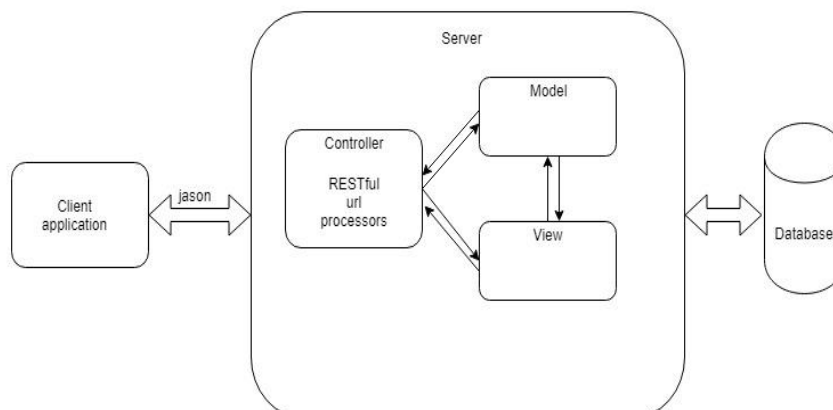 Server
Model
Controller
RESTful
url
processors
jason
Client
application
View
Database